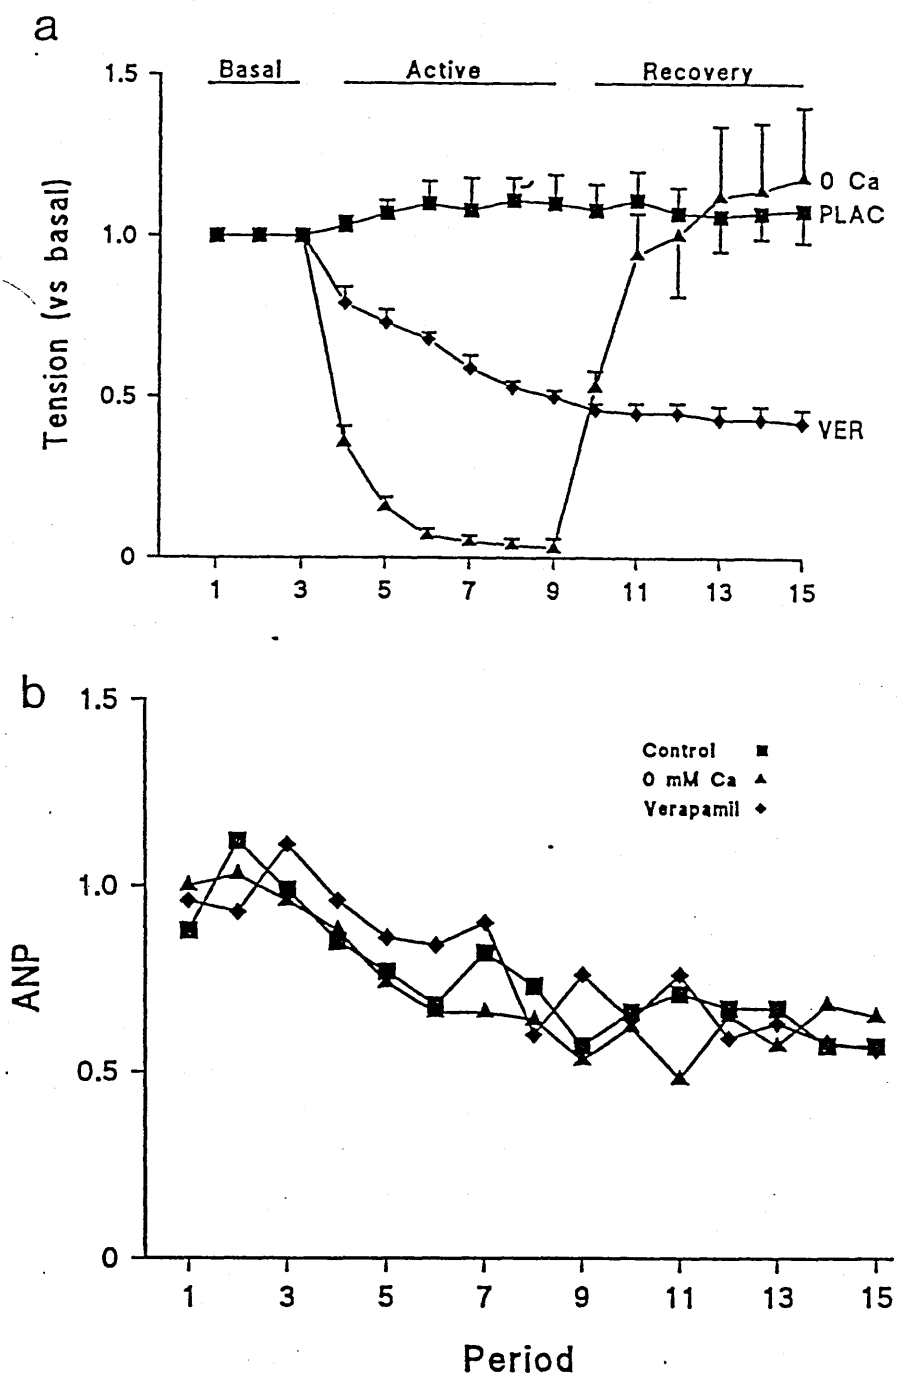 a
Basal Active Recovery
1.5
1.0
0.5
0
Tension (vs basal)
0 Ca
PLAC
VER
1 3 5 7 9 11 13 15
b
1.5
1.0
0.5
0
ANP
Control
0 mM Ca
Verapamil
1 3 5 7 9 11 13 15
Period